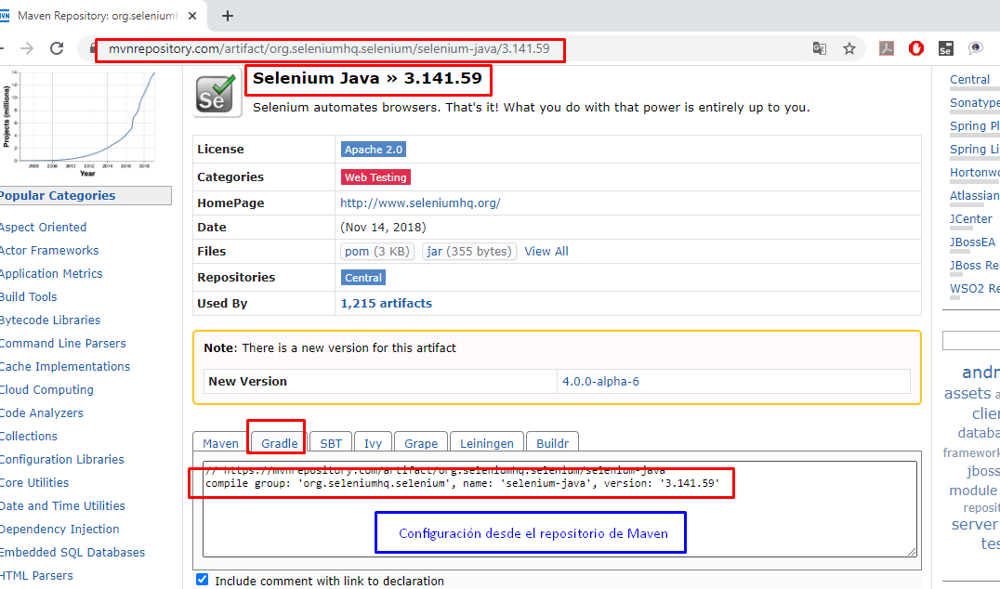 Maven Repository: org.seleniumh
mvnrepository.com/artifact/org.seleniumhq.selenium/selenium-java/3.141.59
Projects (millions)
14
12
10
8
6
4
2
0
2006 2008 2010 2012 2014 2016 2018
Year
Popular Categories
Aspect Oriented
Actor Frameworks
Application Metrics
Build Tools
Bytecode Libraries
Command Line Parsers
Cache Implementations
Cloud Computing
Code Analyzers
Collections
Configuration Libraries
Core Utilities
Date and Time Utilities
Dependency Injection
Embedded SQL Databases
HTML Parsers
Se
Selenium Java » 3.141.59
Selenium automates browsers. That's it! What you do with that power is entirely up to you.
License Apache 2.0
Categories Web Testing
HomePage http://www.seleniumhq.org/
Date (Nov 14, 2018)
Files pom (3 KB) jar (355 bytes) View All
Repositories Central
Used By 1,215 artifacts
Note: There is a new version for this artifact
New Version 4.0.0-alpha-6
Maven Gradle SBT Ivy Grape Leiningen Buildr
// https://mvnrepository.com/artifact/org.seleniumhq.selenium/selenium-java
compile group: 'org.seleniumhq.selenium', name: 'selenium-java', version: '3.141.59'
Configuración desde el repositorio de Maven
Include comment with link to declaration
Central
Sonatype
Spring Pl
Spring Li
Hortonwo
Atlassian
JCenter
JBossEA
JBoss Re
WSO2 Re
andr
assets a
clie
databa
framework
jboss
module
reposit
server
tes